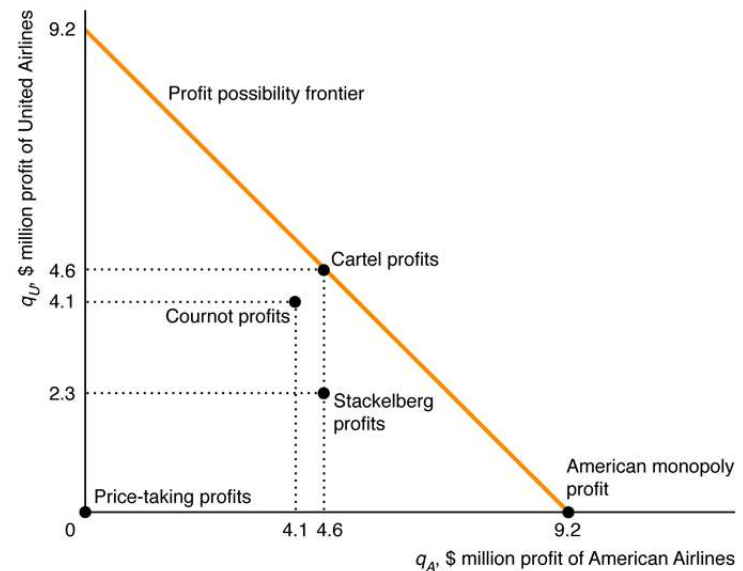 q_U, $ million profit of United Airlines
9.2
Profit possibility frontier
4.6
Cartel profits
4.1
Cournot profits
2.3
Stackelberg
profits
American monopoly
profit
Price-taking profits
0
4.1
4.6
9.2
q_A, $ million profit of American Airlines